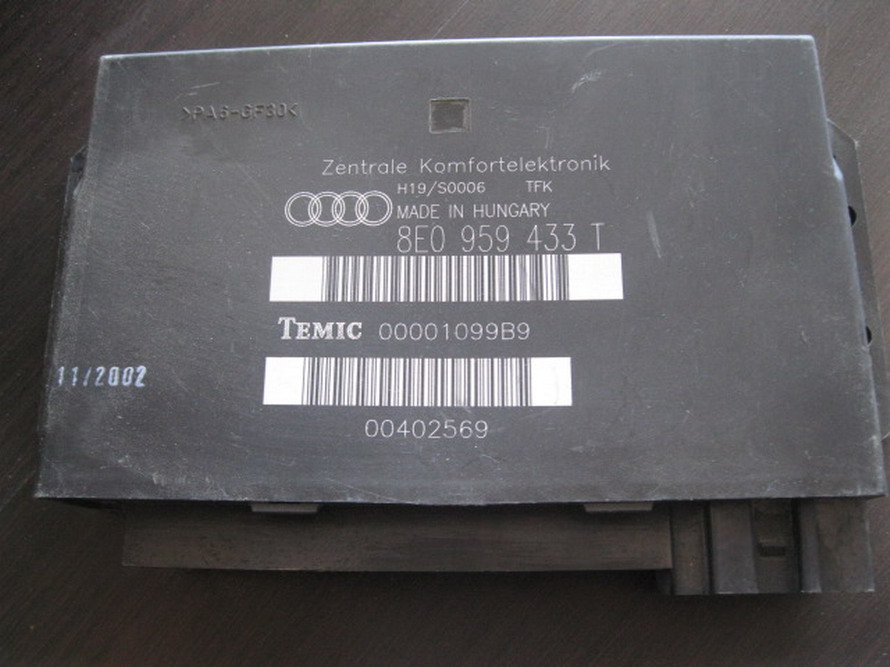 >PA6-GF30<
Zentrale Komfortelektronik
H19/S0006 TFK
MADE IN HUNGARY
8E0 959 433 T
TEMIC 00001099B9
11/2002
00402569